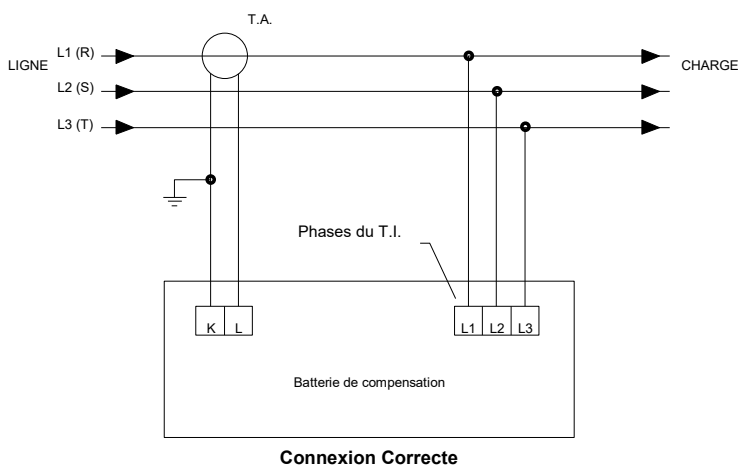 T.A.
L1 (R)
LIGNE
CHARGE
L2 (S)
L3 (T)
Phases du T.I.
K L L1 L2 L3
Batterie de compensation
Connexion Correcte